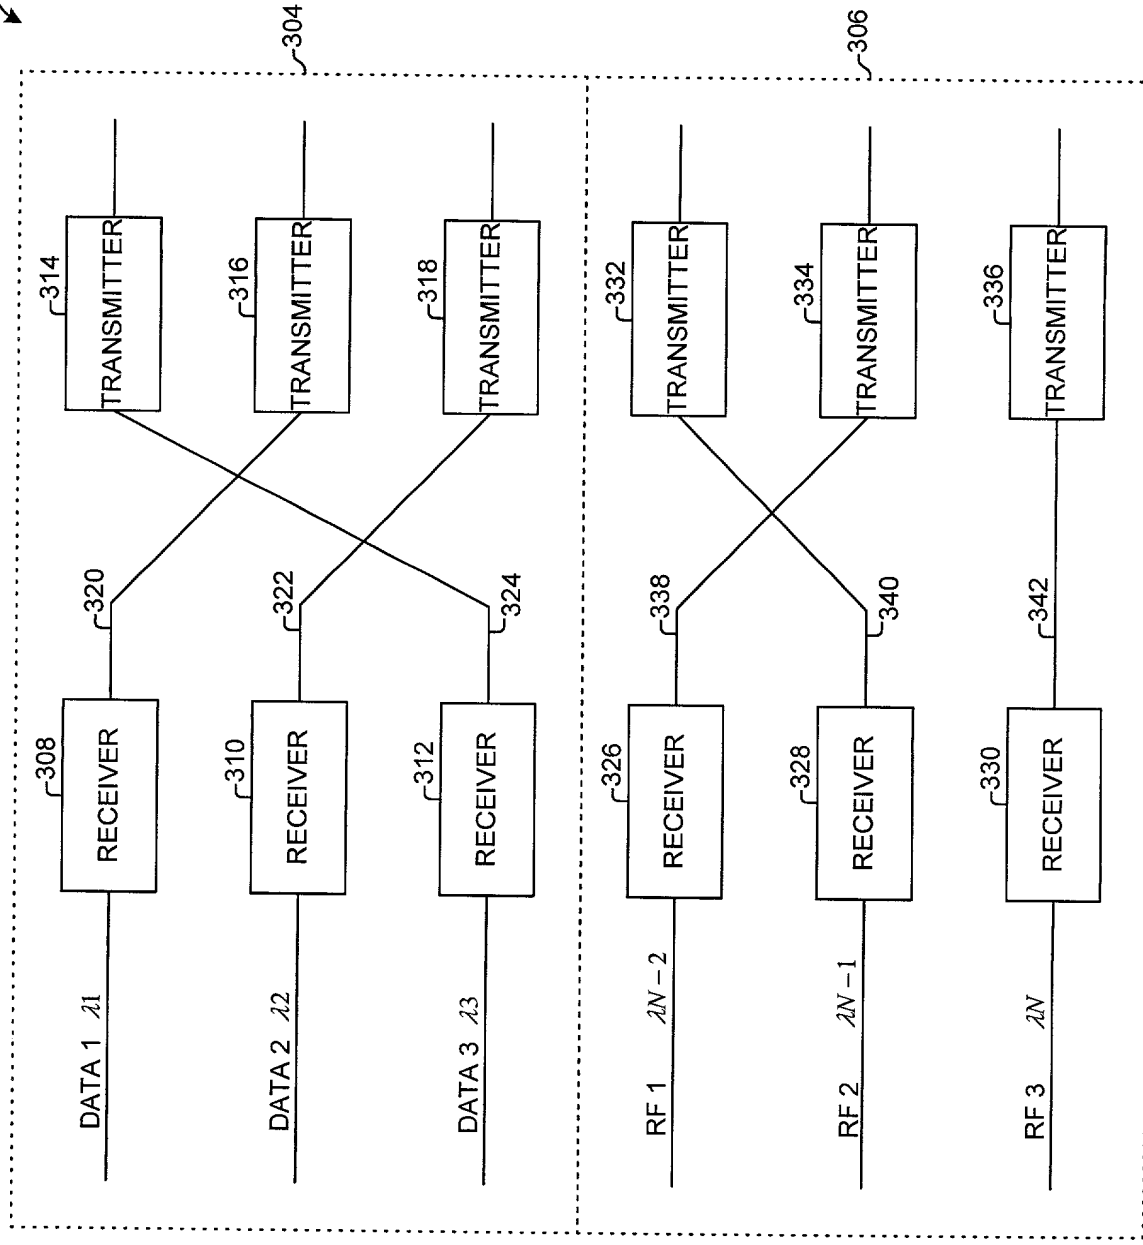 304
314
TRANSMITTER
316
TRANSMITTER
318
TRANSMITTER
320
322
324
308
RECEIVER
310
RECEIVER
312
RECEIVER
DATA 1 λ1
DATA 2 λ2
DATA 3 λ3
306
332
TRANSMITTER
334
TRANSMITTER
336
TRANSMITTER
338
340
342
326
RECEIVER
328
RECEIVER
330
RECEIVER
RF 1 λN−2
RF 2 λN−1
RF 3 λN